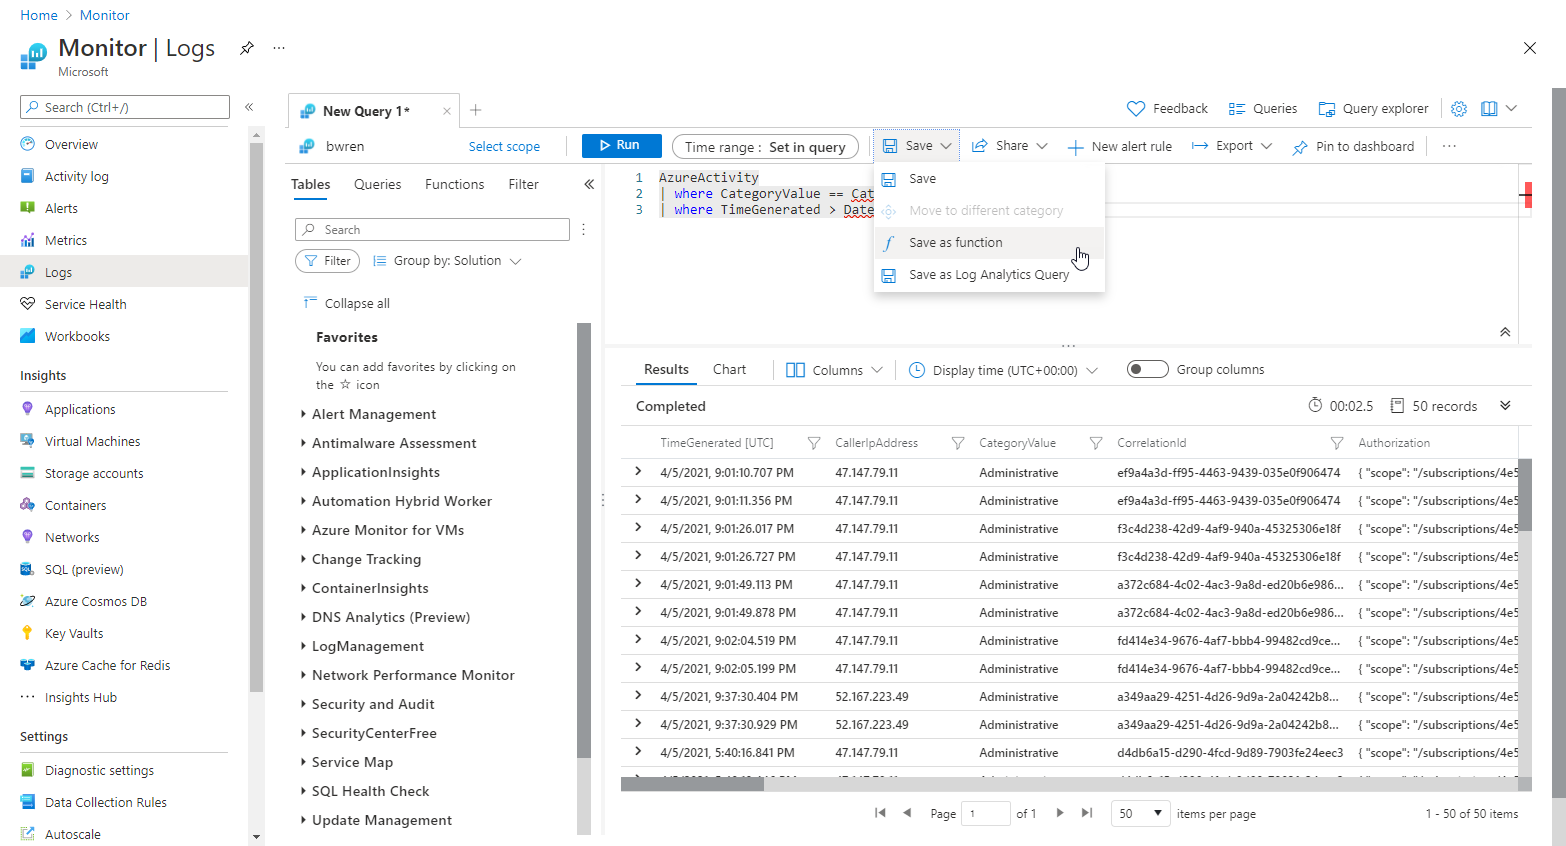 Home > Monitor
Monitor | Logs
Microsoft
Search (Ctrl+/)
Overview
Activity log
Alerts
Metrics
Logs
Service Health
Workbooks
Insights
Applications
Virtual Machines
Storage accounts
Containers
Networks
SQL (preview)
Azure Cosmos DB
Key Vaults
Azure Cache for Redis
Insights Hub
Settings
Diagnostic settings
Data Collection Rules
Autoscale
New Query 1*
Feedback
Queries
Query explorer
bwren
Select scope
Run
Time range : Set in query
Save
Share
New alert rule
Export
Pin to dashboard
Tables
Queries
Functions
Filter
Search
Filter
Group by: Solution
Collapse all
Favorites
You can add favorites by clicking on
the ☆ icon
Alert Management
Antimalware Assessment
ApplicationInsights
Automation Hybrid Worker
Azure Monitor for VMs
Change Tracking
ContainerInsights
DNS Analytics (Preview)
LogManagement
Network Performance Monitor
Security and Audit
SecurityCenterFree
Service Map
SQL Health Check
Update Management
1 AzureActivity
2 | where CategoryValue == Cat
3 | where TimeGenerated > Date
Save
Move to different category
Save as function
Save as Log Analytics Query
Results
Chart
Columns
Display time (UTC+00:00)
Group columns
Completed
00:02.5
50 records
TimeGenerated [UTC] CallerIpAddress CategoryValue CorrelationId Authorization
4/5/2021, 9:01:10.707 PM 47.147.79.11 Administrative ef9a4a3d-ff95-4463-9439-035e0f906474 { "scope": "/subscriptions/4e5
4/5/2021, 9:01:11.356 PM 47.147.79.11 Administrative ef9a4a3d-ff95-4463-9439-035e0f906474 { "scope": "/subscriptions/4e5
4/5/2021, 9:01:26.017 PM 47.147.79.11 Administrative f3c4d238-42d9-4af9-940a-45325306e18f { "scope": "/subscriptions/4e5
4/5/2021, 9:01:26.727 PM 47.147.79.11 Administrative f3c4d238-42d9-4af9-940a-45325306e18f { "scope": "/subscriptions/4e5
4/5/2021, 9:01:49.113 PM 47.147.79.11 Administrative a372c684-4c02-4ac3-9a8d-ed20b6e986... { "scope": "/subscriptions/4e5
4/5/2021, 9:01:49.878 PM 47.147.79.11 Administrative a372c684-4c02-4ac3-9a8d-ed20b6e986... { "scope": "/subscriptions/4e5
4/5/2021, 9:02:04.519 PM 47.147.79.11 Administrative fd414e34-9676-4af7-bbb4-99482cd9ce... { "scope": "/subscriptions/4e5
4/5/2021, 9:02:05.199 PM 47.147.79.11 Administrative fd414e34-9676-4af7-bbb4-99482cd9ce... { "scope": "/subscriptions/4e5
4/5/2021, 9:37:30.404 PM 52.167.223.49 Administrative a349aa29-4251-4d26-9d9a-2a04242b8... { "scope": "/subscriptions/4e5
4/5/2021, 9:37:30.929 PM 52.167.223.49 Administrative a349aa29-4251-4d26-9d9a-2a04242b8... { "scope": "/subscriptions/4e5
4/5/2021, 5:40:16.841 PM 47.147.79.11 Administrative d4db6a15-d290-4fcd-9d89-7903fe24eec3 { "scope": "/subscriptions/4e5
Page 1 of 1
50 items per page
1 - 50 of 50 items